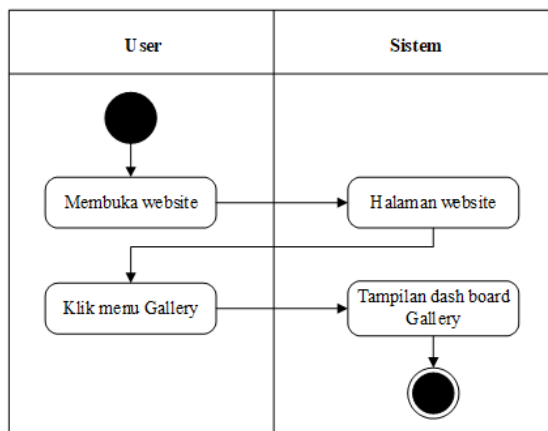 User
Sistem
Membuka website
Halaman website
Klik menu Gallery
Tampilan dash board
Gallery